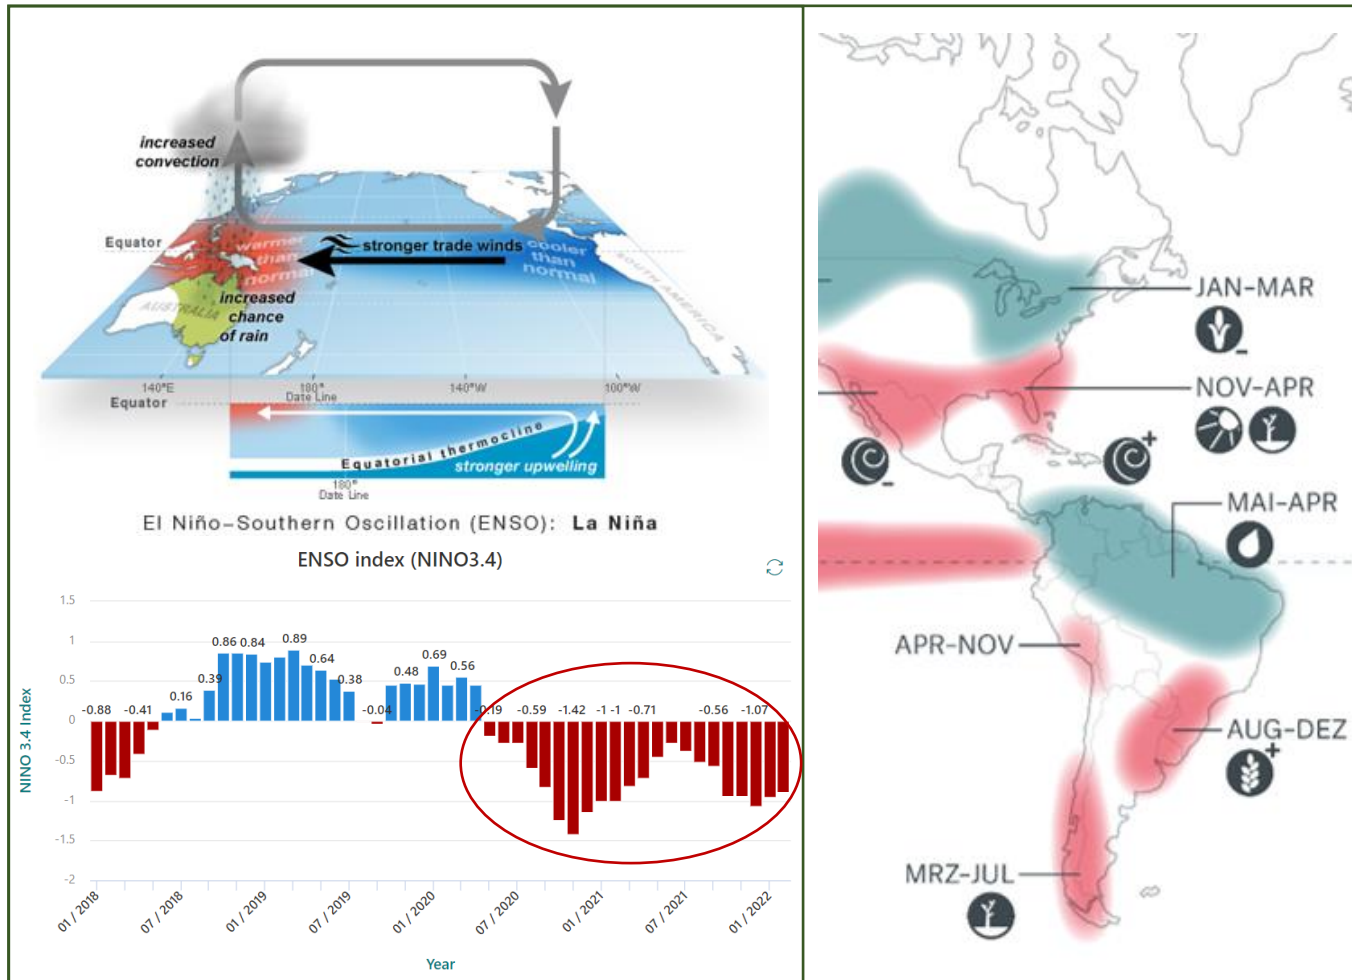 increased
convection
Equator
warmer
than
normal
stronger trade winds
cooler
than
normal
SOUTH AMERICA
AUSTRALIA
increased
chance
of rain
140°E
180°
Date Line
140°W
100°W
Equator
Equatorial thermocline
stronger upwelling
180°
Date Line
El Niño–Southern Oscillation (ENSO): La Niña
ENSO index (NINO3.4)
NINO 3.4 Index
1.5
1
0.5
0
-0.5
-1
-1.5
-2
-0.88
-0.41
0.16
0.39
0.86
0.84
0.89
0.64
0.38
-0.04
0.48
0.69
0.56
-0.19
-0.59
-1.42
-1
-1
-0.71
-0.56
-1.07
01 / 2018
07 / 2018
01 / 2019
07 / 2019
01 / 2020
07 / 2020
01 / 2021
07 / 2021
01 / 2022
Year
JAN–MAR
–
NOV–APR
–
+
MAI–APR
APR–NOV
AUG–DEZ
+
MRZ–JUL